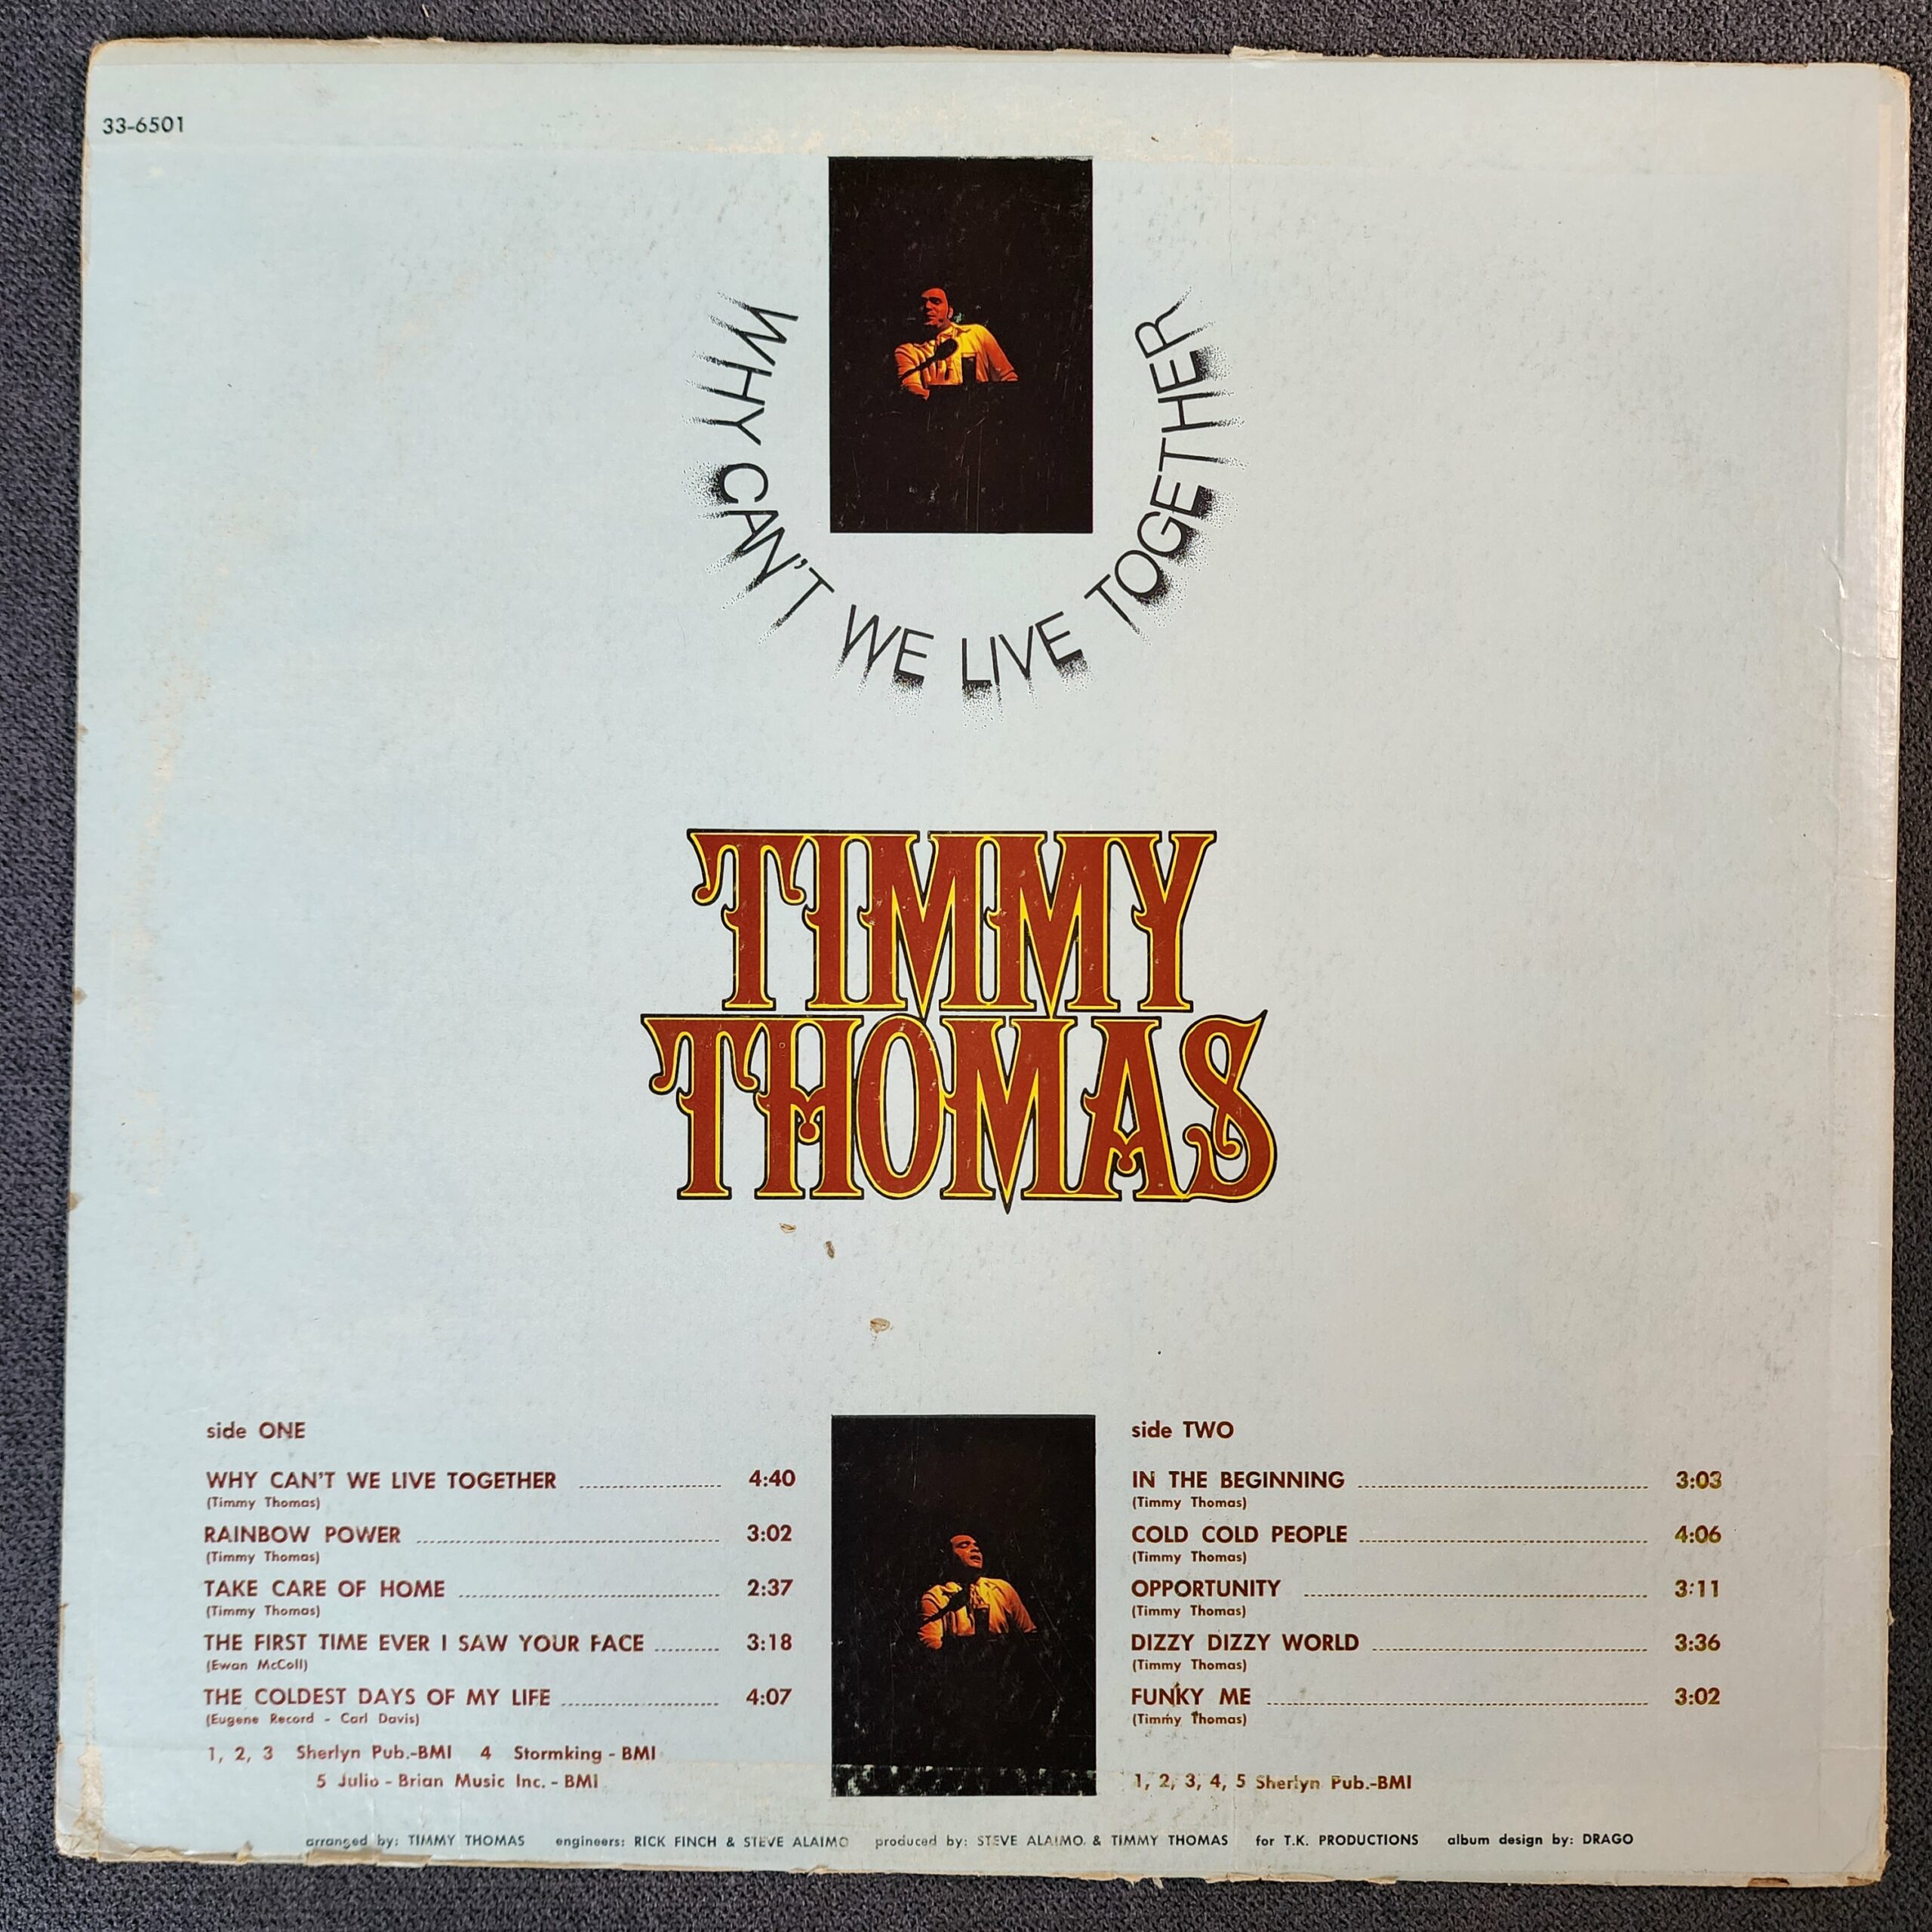 33-6501
WHY CAN'T WE LIVE TOGETHER
TIMMY
THOMAS
side ONE
WHY CAN'T WE LIVE TOGETHER 4:40
(Timmy Thomas)
RAINBOW POWER 3:02
(Timmy Thomas)
TAKE CARE OF HOME 2:37
(Timmy Thomas)
THE FIRST TIME EVER I SAW YOUR FACE 3:18
(Ewan McColl)
THE COLDEST DAYS OF MY LIFE 4:07
(Eugene Record - Carl Davis)
1, 2, 3 Sherlyn Pub.-BMI 4 Stormking - BMI
5 Julio - Brian Music Inc. - BMI
side TWO
IN THE BEGINNING 3:03
(Timmy Thomas)
COLD COLD PEOPLE 4:06
(Timmy Thomas)
OPPORTUNITY 3:11
(Timmy Thomas)
DIZZY DIZZY WORLD 3:36
(Timmy Thomas)
FUNKY ME 3:02
(Timmy Thomas)
1, 2, 3, 4, 5 Sherlyn Pub.-BMI
arranged by: TIMMY THOMAS engineers: RICK FINCH & STEVE ALAIMO produced by: STEVE ALAIMO & TIMMY THOMAS for T.K. PRODUCTIONS album design by: DRAGO